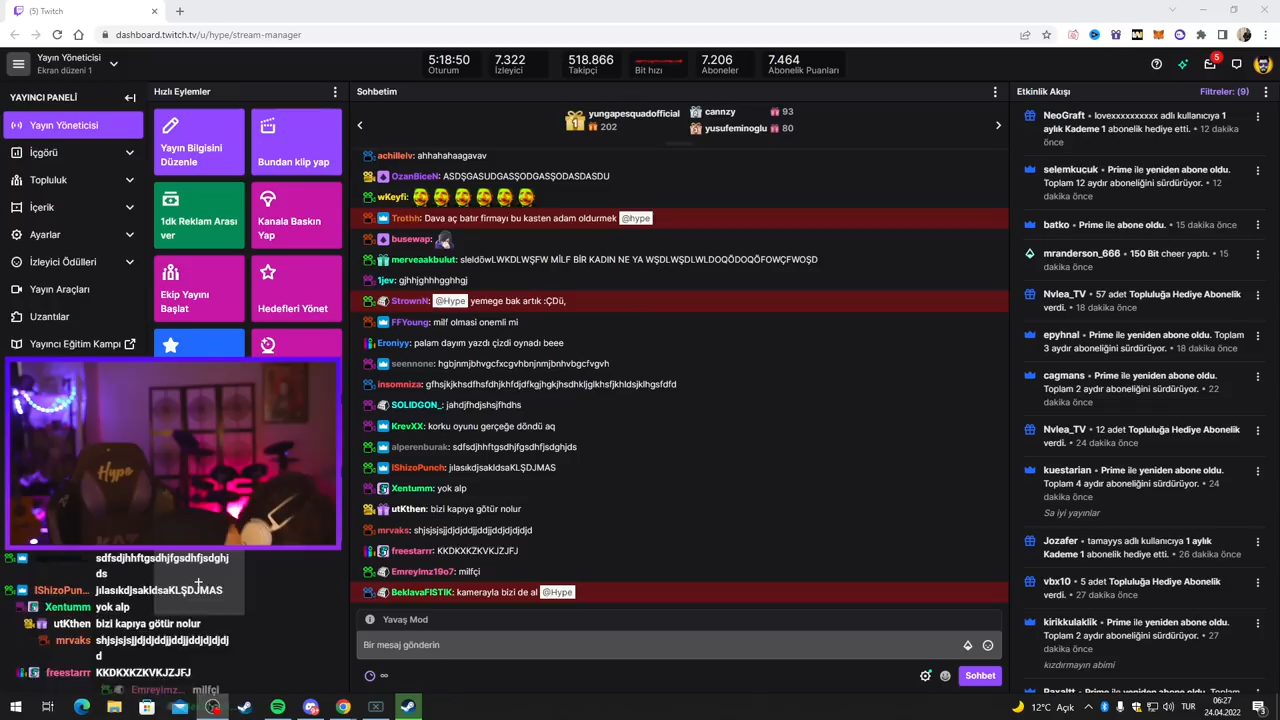 (5) Twitch
dashboard.twitch.tv/u/hype/stream-manager
Yayın Yöneticisi
Ekran düzeni 1
5:18:50
Oturum
7.322
İzleyici
518.866
Takipçi
Bit hızı
7.206
Aboneler
7.464
Abonelik Puanları
5
YAYINCI PANELİ
Yayın Yöneticisi
İçgörü
Topluluk
İçerik
Ayarlar
İzleyici Ödülleri
Yayın Araçları
Uzantılar
Yayıncı Eğitim Kampı
Hızlı Eylemler
Yayın Bilgisini
Düzenle
Bundan klip yap
1dk Reklam Arası
ver
Kanala Baskın
Yap
Ekip Yayını
Başlat
Hedefleri Yönet
Hype
sdfsdjhhftgsdhjfgsdhfjsdghj
ds
IShizoPun... jılasıkdjsakldsaKLŞDJMAS
Xentumm yok alp
utKthen bizi kapıya götür nolur
mrvaks shjsjsjsjjdjdjddjjddjjdjdjdj
d
freestarrr KKDKXKZKVKJZJFJ
Emreylmz... milfçi
Sohbetim
yungapesquadofficial
202
cannzy 93
yusufeminoglu 80
achillelv: ahhahahaagavav
OzanBiceN: ASDŞGASUDGASŞODGASŞODASDASDU
wKeyfi:
Trothh: Dava aç batır firmayı bu kasten adam oldurmek @hype
busewap:
merveaakbulut: sleldöwLWKDLWŞFW MİLF BİR KADIN NE YA WŞDLWŞDLWLDOQÖDOQÖFOWÇFWOŞD
1jev: gjhhjghhhgghhgj
StrownN: @Hype yemege bak artık :ÇDü,
FFYoung: milf olmasi onemli mi
Eroniyy: palam dayım yazdı çizdi oynadı beee
seennone: hgbjnmjbhvgcfxcgvhbnjmnjmbnhvbgcfvgvh
insomniza: gfhsjkjkhsdfhsfdhjkhfdjdfkgjhgkjhsdhkljglkhsfjkhldsjklhgsfdfd
SOLIDGON_: jahdjfhdjshsjfhdhs
KrevXX: korku oyunu gerçeğe döndü aq
alperenburak: sdfsdjhhftgsdhjfgsdhfjsdghjds
IShizoPunch: jılasıkdjsakldsaKLŞDJMAS
Xentumm: yok alp
utKthen: bizi kapıya götür nolur
mrvaks: shjsjsjsjjdjdjddjjddjjdjdjdjd
freestarrr: KKDKXKZKVKJZJFJ
Emreylmz19o7: milfçi
BeklavaFISTIK: kamerayla bizi de al @Hype
Yavaş Mod
Bir mesaj gönderin
Sohbet
Etkinlik Akışı
Filtreler: (9)
NeoGraft • lovexxxxxxxxxx adlı kullanıcıya 1
aylık Kademe 1 abonelik hediye etti. • 12 dakika
önce
selemkucuk • Prime ile yeniden abone oldu.
Toplam 12 aydır aboneliğini sürdürüyor. • 12
dakika önce
batko • Prime ile abone oldu. • 15 dakika önce
mranderson_666 • 150 Bit cheer yaptı. • 15
dakika önce
Nvlea_TV • 57 adet Topluluğa Hediye Abonelik
verdi. • 18 dakika önce
epyhnal • Prime ile yeniden abone oldu. Toplam
3 aydır aboneliğini sürdürüyor. • 18 dakika önce
cagmans • Prime ile yeniden abone oldu.
Toplam 2 aydır aboneliğini sürdürüyor. • 22
dakika önce
Nvlea_TV • 12 adet Topluluğa Hediye Abonelik
verdi. • 24 dakika önce
kuestarian • Prime ile yeniden abone oldu.
Toplam 4 aydır aboneliğini sürdürüyor. • 24
dakika önce
Sa iyi yayınlar
Jozafer • tamayys adlı kullanıcıya 1 aylık
Kademe 1 abonelik hediye etti. • 26 dakika önce
vbx10 • 5 adet Topluluğa Hediye Abonelik
verdi. • 27 dakika önce
kirikkulaklik • Prime ile yeniden abone oldu.
Toplam 2 aydır aboneliğini sürdürüyor. • 27
dakika önce
kızdırmayın abimi
12°C Açık
TUR
06:27
24.04.2022
3